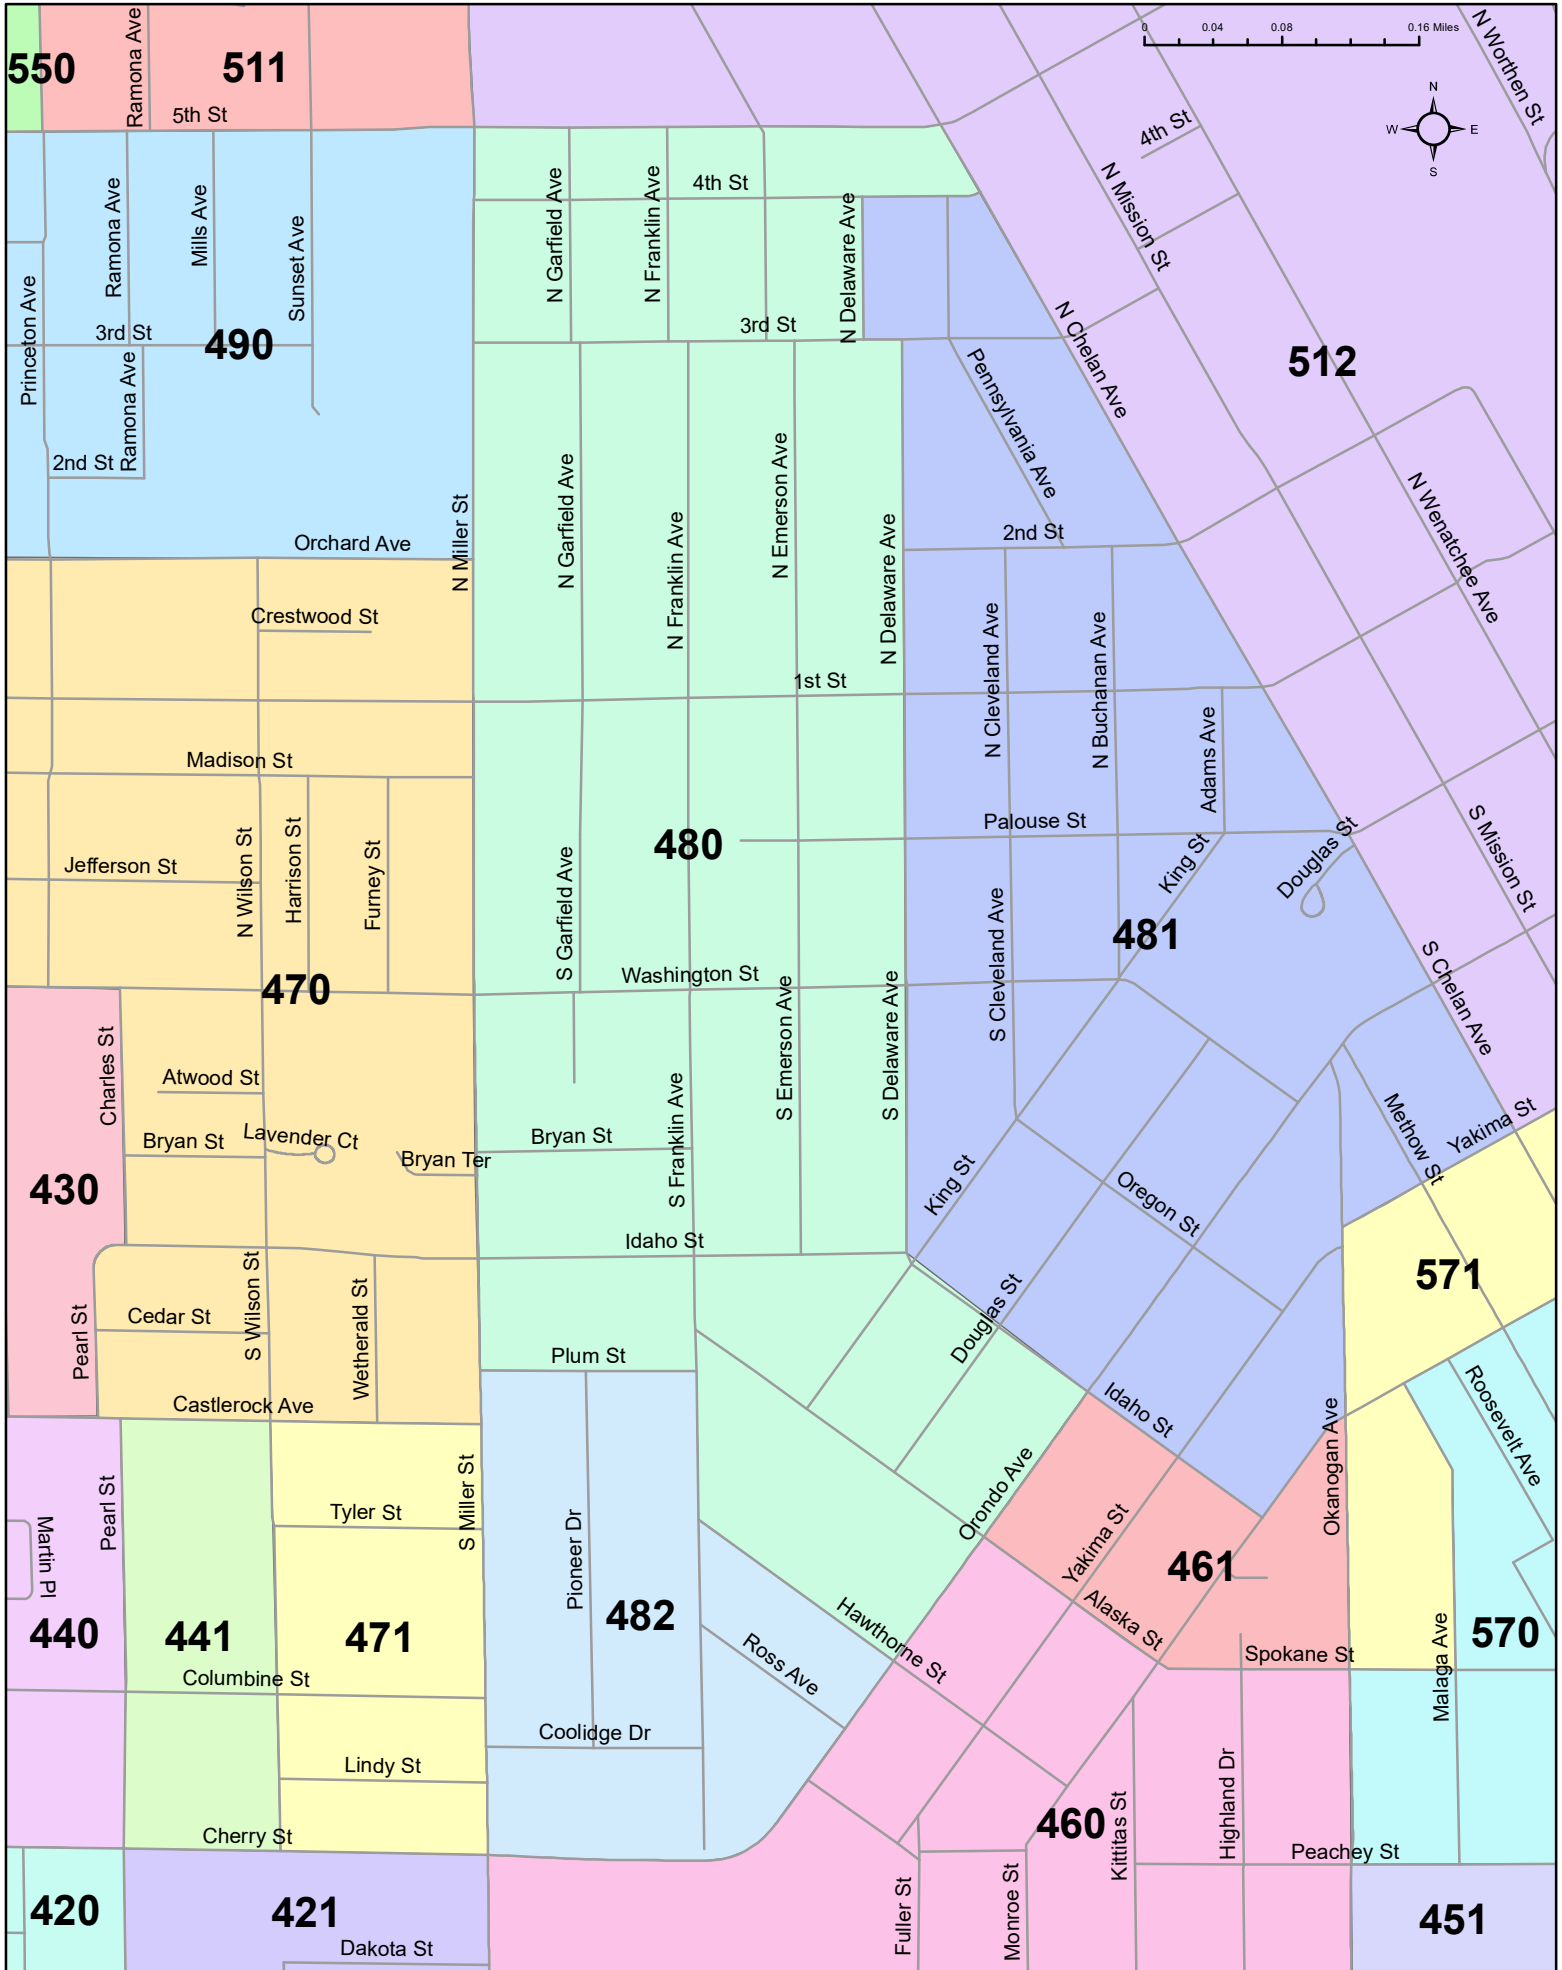 0
0.04
0.08
0.16 Miles
N Worthen St
550
Ramona Ave
511
5th St
N
W
E
S
4th St
N Mission St
4th St
Ramona Ave
Mills Ave
Sunset Ave
N Garfield Ave
N Franklin Ave
N Delaware Ave
Princeton Ave
3rd St
490
3rd St
N Chelan Ave
512
Ramona Ave
2nd St
Pennsylvania Ave
N Garfield Ave
N Emerson Ave
N Franklin Ave
N Delaware Ave
2nd St
N Wenatchee Ave
Orchard Ave
N Miller St
Crestwood St
N Cleveland Ave
N Buchanan Ave
1st St
Adams Ave
Madison St
Palouse St
S Mission St
Jefferson St
N Wilson St
Harrison St
Furney St
480
S Garfield Ave
King St
Douglas St
481
S Cleveland Ave
S Chelan Ave
470
Washington St
S Emerson Ave
S Delaware Ave
Charles St
Atwood St
Bryan St
Lavender Ct
Bryan Ter
Bryan St
S Franklin Ave
Methow St
Yakima St
430
King St
Oregon St
Idaho St
571
Pearl St
Cedar St
S Wilson St
Wetherald St
Douglas St
Plum St
Castlerock Ave
Idaho St
Okanogan Ave
Roosevelt Ave
Pearl St
Tyler St
S Miller St
Martin Pl
Pioneer Dr
Orondo Ave
Yakima St
461
Alaska St
440
441
471
482
Hawthorne St
Ross Ave
Spokane St
Malaga Ave
570
Columbine St
Coolidge Dr
Lindy St
Cherry St
460
Kittitas St
Highland Dr
Peachey St
420
421
Dakota St
Fuller St
Monroe St
451